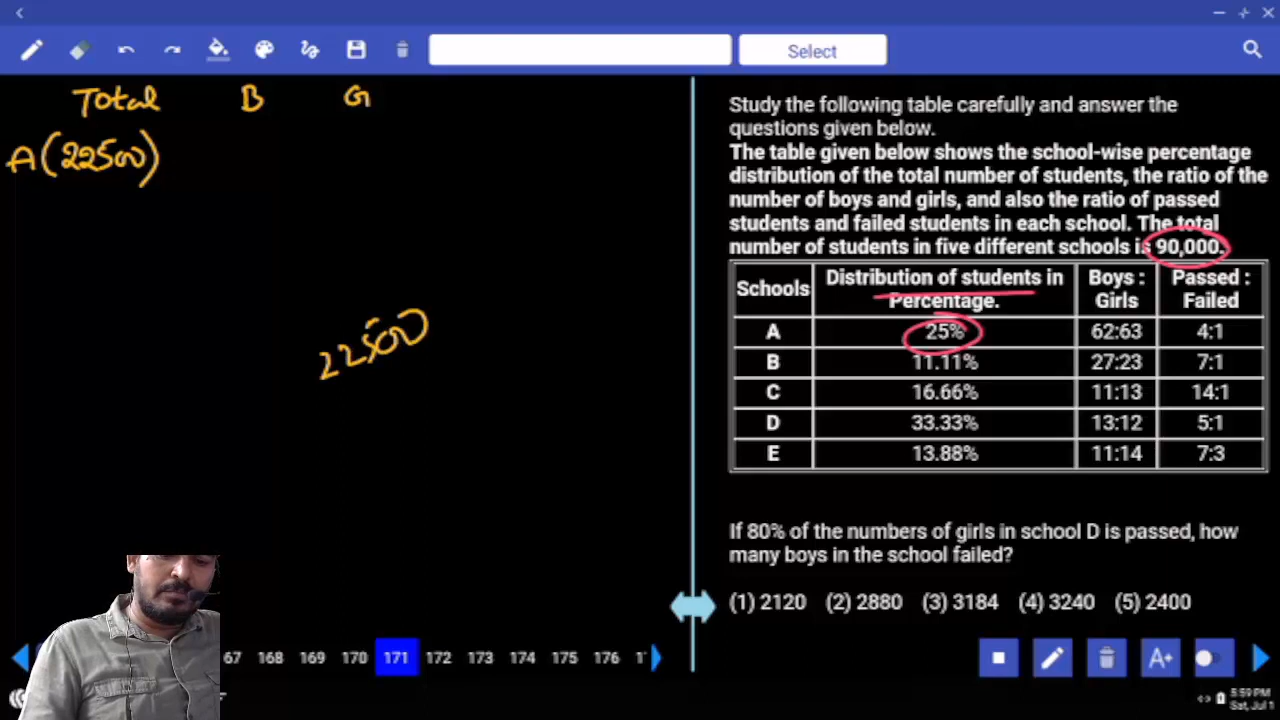 Select
Total B G
A(22500)
22500
Study the following table carefully and answer the
questions given below.
The table given below shows the school-wise percentage
distribution of the total number of students, the ratio of the
number of boys and girls, and also the ratio of passed
students and failed students in each school. The total
number of students in five different schools is 90,000.
Schools Distribution of students in Percentage. Boys : Girls Passed : Failed
A 25% 62:63 4:1
B 11.11% 27:23 7:1
C 16.66% 11:13 14:1
D 33.33% 13:12 5:1
E 13.88% 11:14 7:3
If 80% of the numbers of girls in school D is passed, how
many boys in the school failed?
(1) 2120 (2) 2880 (3) 3184 (4) 3240 (5) 2400
67 168 169 170 171 172 173 174 175 176 1
A+
5:59 PM
Sat, Jul 1